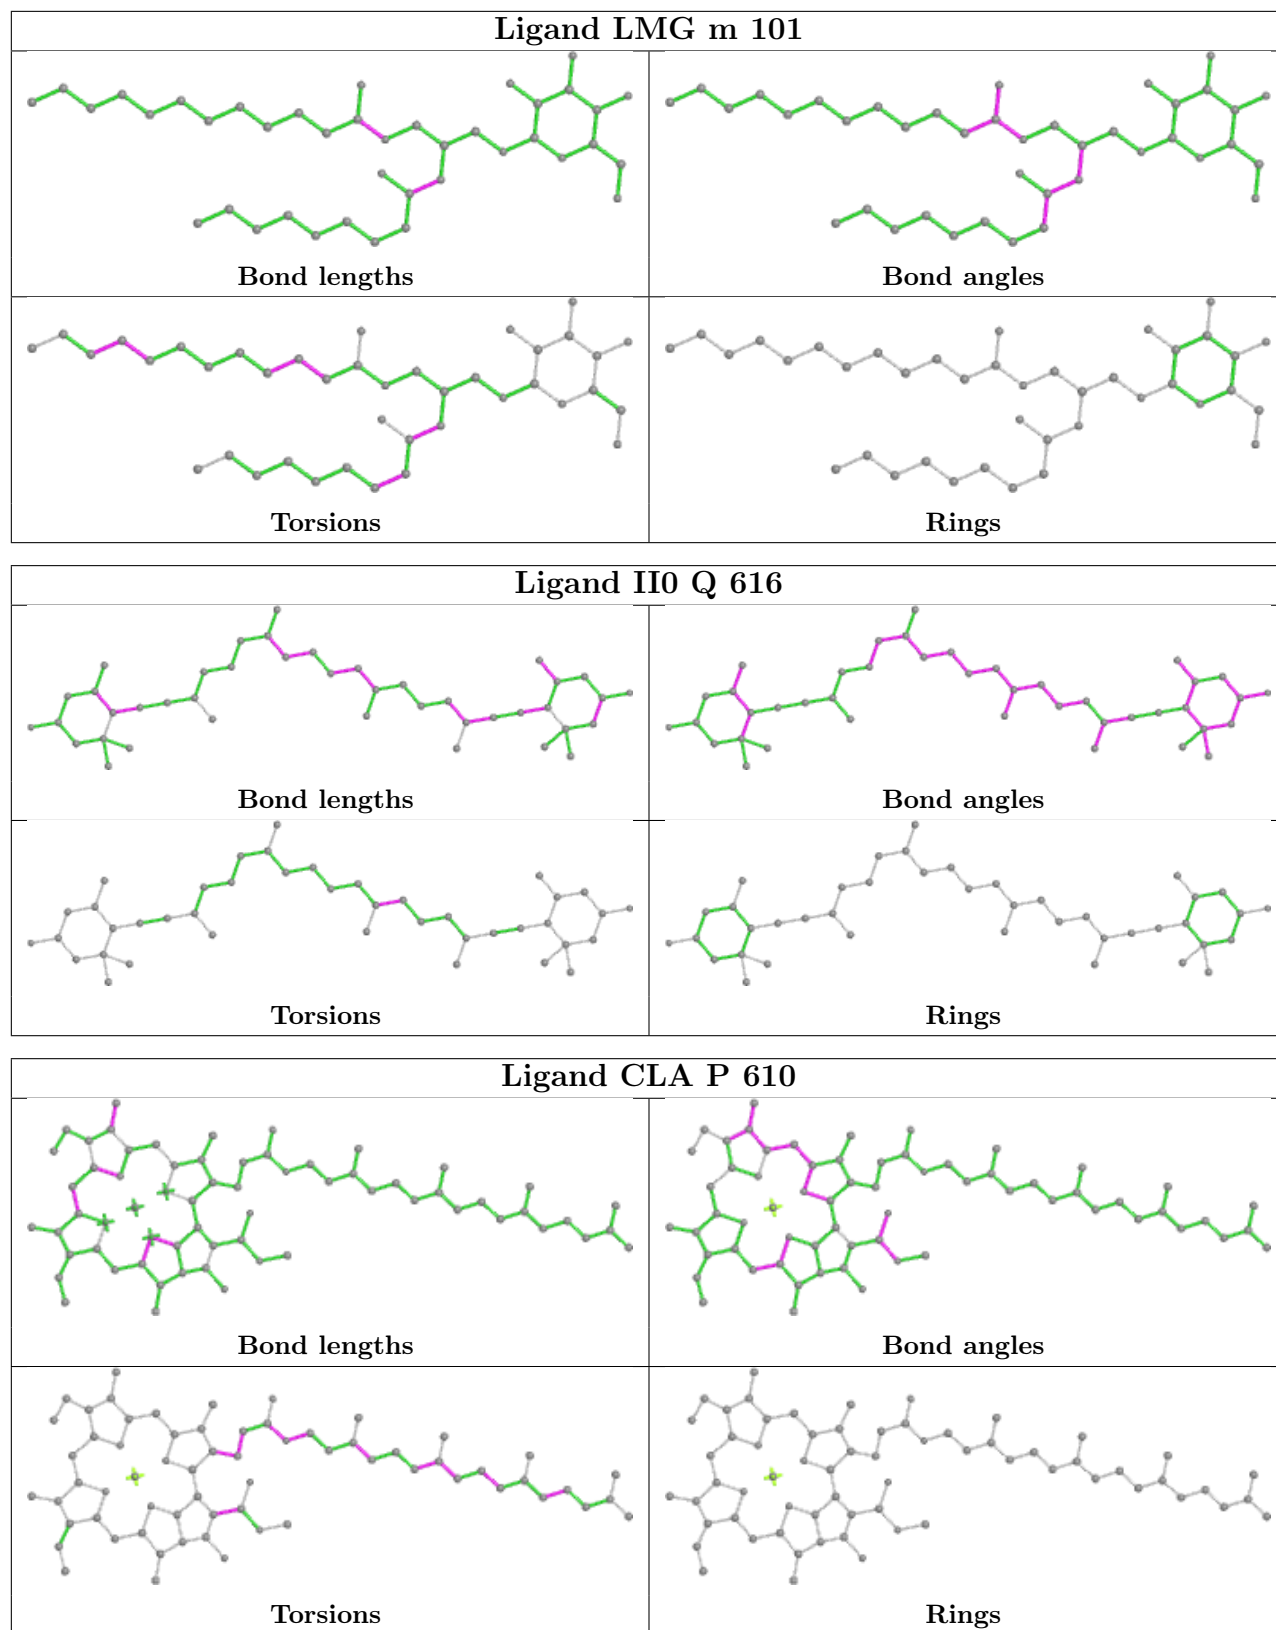 Ligand LMG m 101
Bond lengths
Bond angles
Torsions
Rings
Ligand II0 Q 616
Bond lengths
Bond angles
Torsions
Rings
Ligand CLA P 610
Bond lengths
Bond angles
Torsions
Rings